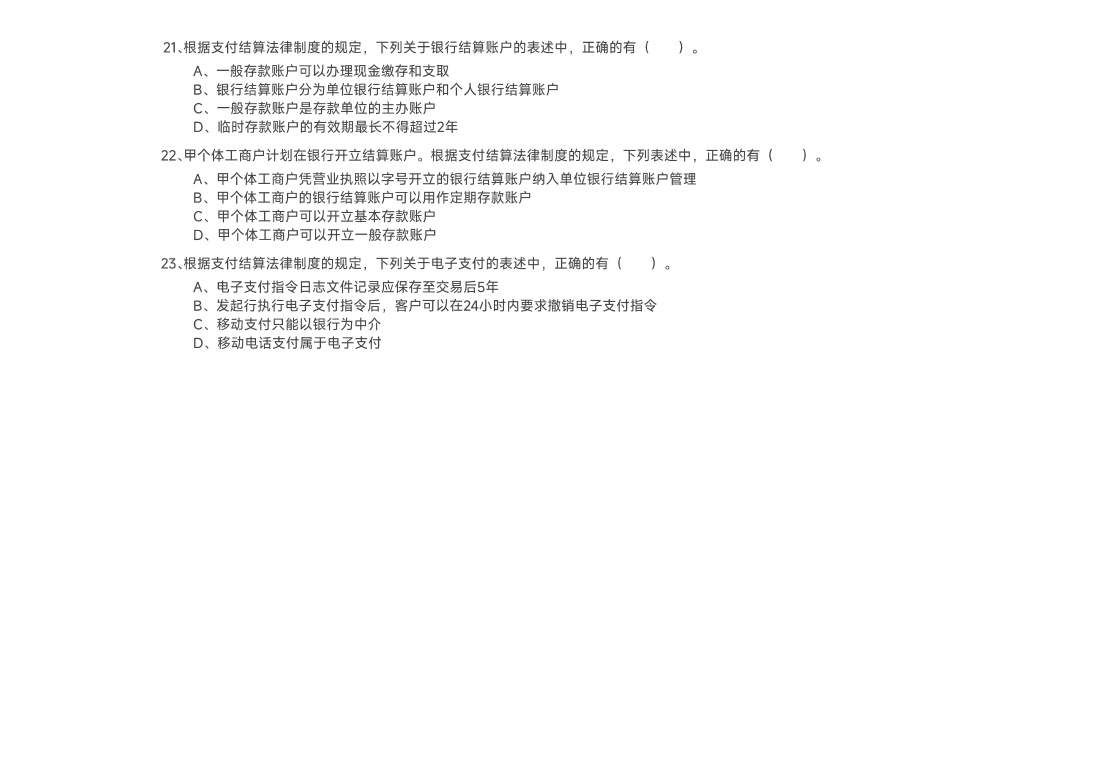 21、根据支付结算法律制度的规定，下列关于银行结算账户的表述中，正确的有（　　）。
A、一般存款账户可以办理现金缴存和支取
B、银行结算账户分为单位银行结算账户和个人银行结算账户
C、一般存款账户是存款单位的主办账户
D、临时存款账户的有效期最长不得超过2年
22、甲个体工商户计划在银行开立结算账户。根据支付结算法律制度的规定，下列表述中，正确的有（　　）。
A、甲个体工商户凭营业执照以字号开立的银行结算账户纳入单位银行结算账户管理
B、甲个体工商户的银行结算账户可以用作定期存款账户
C、甲个体工商户可以开立基本存款账户
D、甲个体工商户可以开立一般存款账户
23、根据支付结算法律制度的规定，下列关于电子支付的表述中，正确的有（　　）。
A、电子支付指令日志文件记录应保存至交易后5年
B、发起行执行电子支付指令后，客户可以在24小时内要求撤销电子支付指令
C、移动支付只能以银行为中介
D、移动电话支付属于电子支付